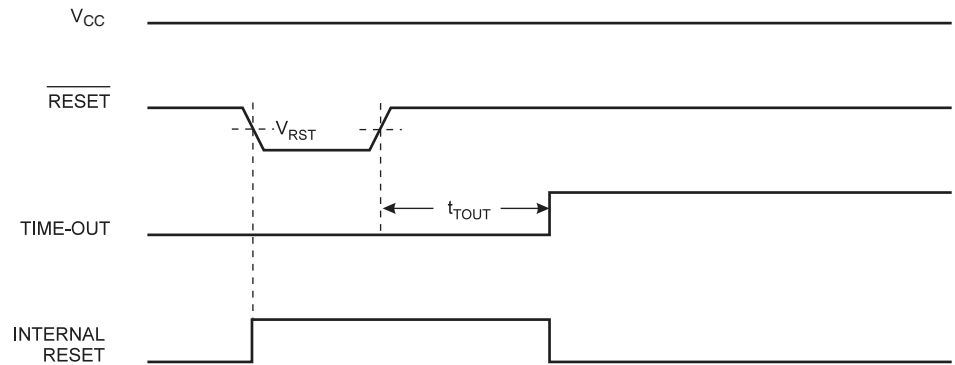 VCC
RESET
VRST
tTOUT
TIME-OUT
INTERNAL
RESET